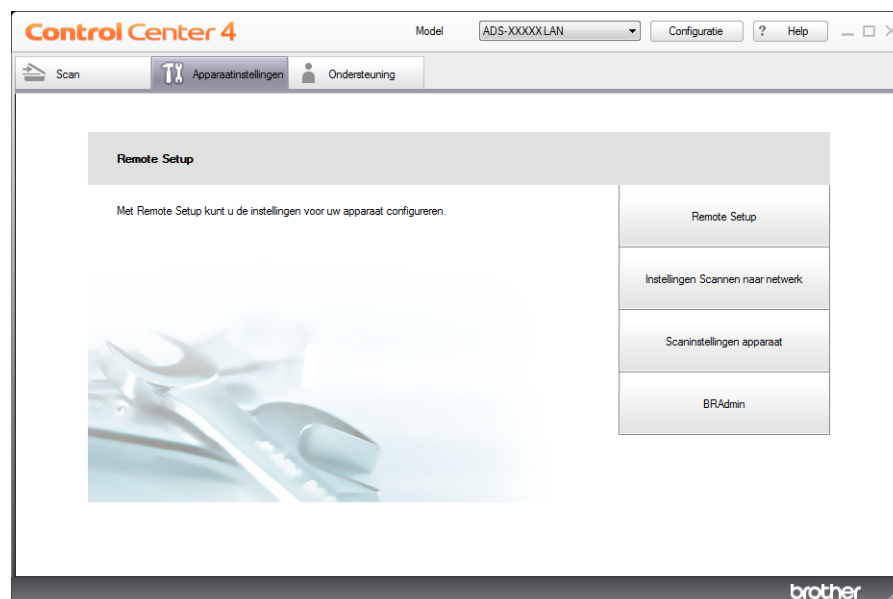 Control Center 4
Model
ADS-XXXXX LAN
Configuratie
? Help
Scan
Apparaatinstellingen
Ondersteuning
Remote Setup
Met Remote Setup kunt u de instellingen voor uw apparaat configureren.
Remote Setup
Instellingen Scannen naar netwerk
Scaninstellingen apparaat
BRAdmin
brother